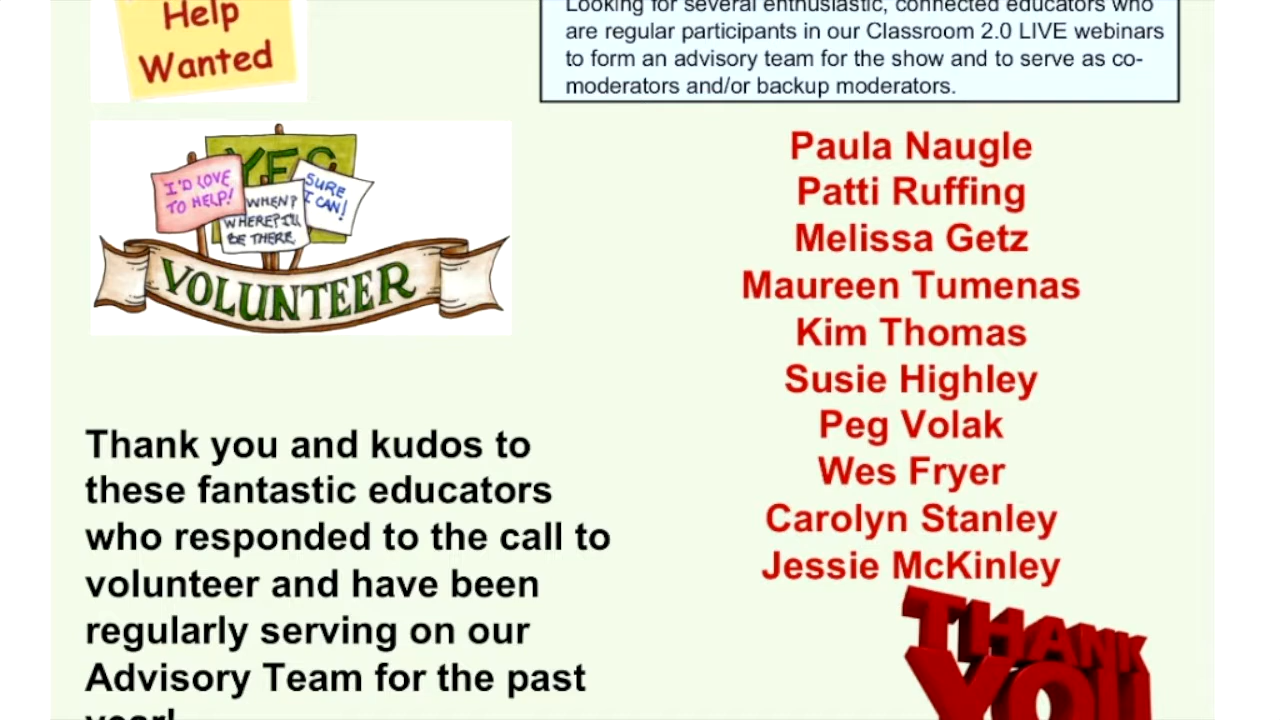 Help
Wanted
Looking for several enthusiastic, connected educators who
are regular participants in our Classroom 2.0 LIVE webinars
to form an advisory team for the show and to serve as co-
moderators and/or backup moderators.
YES
I'D LOVE
TO HELP!
WHEN?
WHERE? I'LL
BE THERE.
SURE
I CAN!
VOLUNTEER
Paula Naugle
Patti Ruffing
Melissa Getz
Maureen Tumenas
Kim Thomas
Susie Highley
Peg Volak
Wes Fryer
Carolyn Stanley
Jessie McKinley
Thank you and kudos to
these fantastic educators
who responded to the call to
volunteer and have been
regularly serving on our
Advisory Team for the past
year!
THANK
YOU